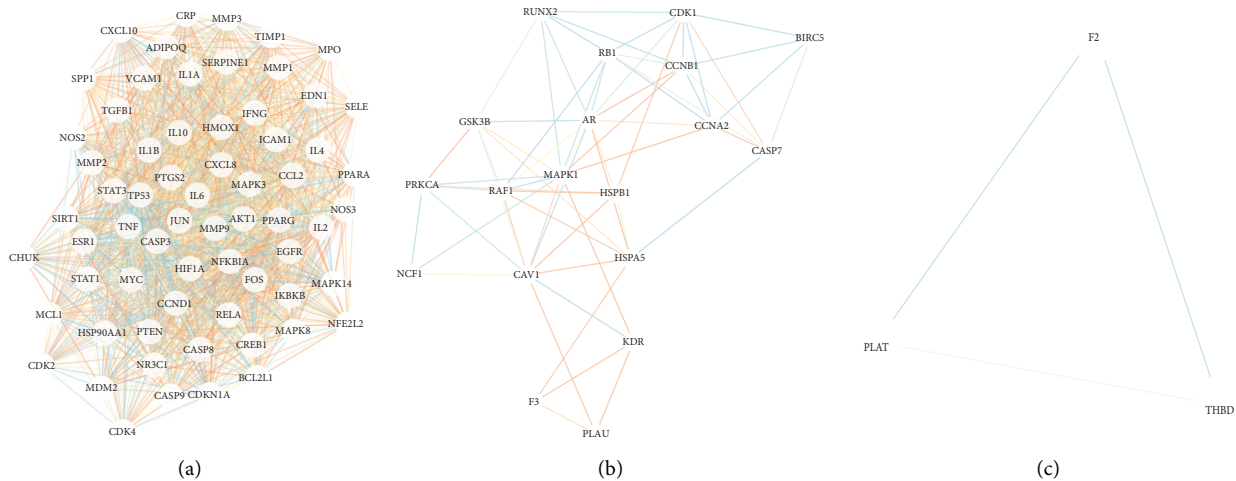 CRP
MMP3
CXCL10
ADIPOQ
TIMP1
MPO
SERPINE1
SPP1
VCAM1
IL1A
MMP1
EDN1
SELE
TGFB1
IFNG
NOS2
IL10
HMOX1
ICAM1
IL1B
IL4
MMP2
CXCL8
PTGS2
CCL2
PPARA
STAT3
TP53
IL6
MAPK3
SIRT1
TNF
JUN
AKT1
PPARG
NOS3
MMP9
IL2
ESR1
CASP3
EGFR
CHUK
HIF1A
NFKBIA
STAT1
MYC
FOS
MAPK14
CCND1
IKBKB
MCL1
RELA
HSP90AA1
PTEN
MAPK8
NFE2L2
CREB1
CASP8
CDK2
NR3C1
BCL2L1
MDM2
CASP9
CDKN1A
CDK4
(a)
RUNX2
CDK1
BIRC5
RB1
CCNB1
GSK3B
AR
CCNA2
CASP7
MAPK1
PRKCA
RAF1
HSPB1
HSPA5
NCF1
CAV1
KDR
F3
PLAU
(b)
F2
PLAT
THBD
(c)